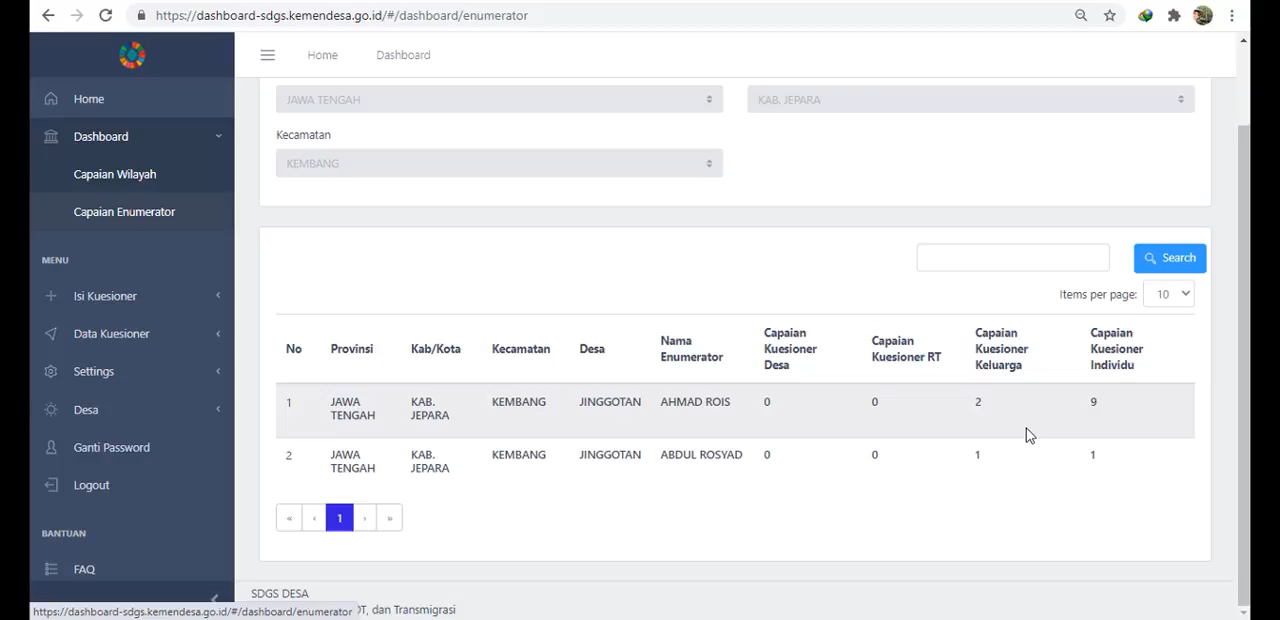 https://dashboard-sdgs.kemendesa.go.id/#/dashboard/enumerator
Home
Dashboard
Capaian Wilayah
Capaian Enumerator
MENU
Isi Kuesioner
Data Kuesioner
Settings
Desa
Ganti Password
Logout
BANTUAN
FAQ
https://dashboard-sdgs.kemendesa.go.id/#/dashboard/enumerator
Home Dashboard
JAWA TENGAH KAB. JEPARA
Kecamatan
KEMBANG
Search
Items per page: 10
No Provinsi Kab/Kota Kecamatan Desa Nama Enumerator Capaian Kuesioner Desa Capaian Kuesioner RT Capaian Kuesioner Keluarga Capaian Kuesioner Individu
1 JAWA TENGAH KAB. JEPARA KEMBANG JINGGOTAN AHMAD ROIS 0 0 2 9
2 JAWA TENGAH KAB. JEPARA KEMBANG JINGGOTAN ABDUL ROSYAD 0 0 1 1
« ‹ 1 › »
SDGS DESA
dan Transmigrasi